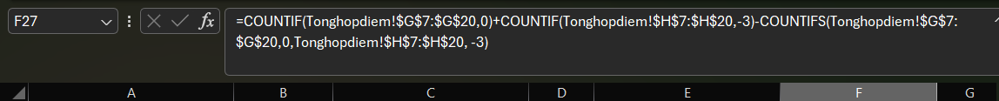 F27 fx =COUNTIF(Tonghopdiem!$G$7:$G$20,0)+COUNTIF(Tonghopdiem!$H$7:$H$20,-3)-COUNTIFS(Tonghopdiem!$G$7:
$G$20,0,Tonghopdiem!$H$7:$H$20, -3)
A B C D E F G